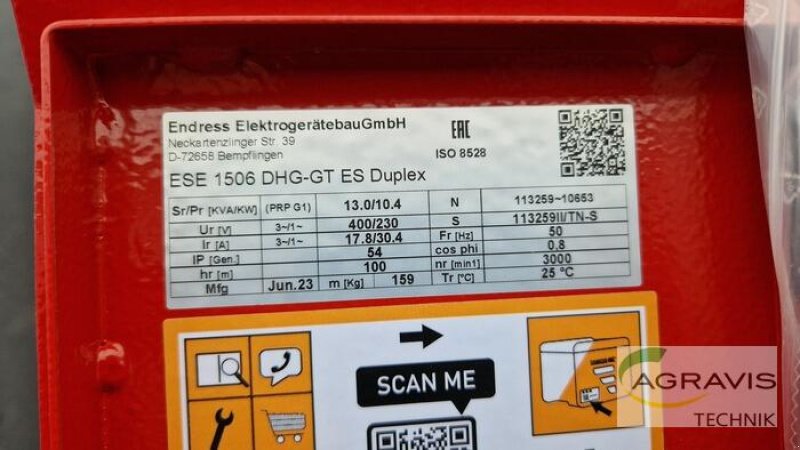 Endress ElektrogerätebauGmbH
Neckartenzlinger Str. 39
D-72658 Bempflingen
EAC
ISO 8528
ESE 1506 DHG-GT ES Duplex
Sr/Pr [KVA/KW] (PRP G1) 13.0/10.4 N 113259-10653
Ur [V] 3~/1~ 400/230 S 113259II/TN-S
Ir [A] 3~/1~ 17.8/30.4 Fr [Hz] 50
IP [Gen.] 54 cos phi 0.8
hr [m] 100 nr [min1] 3000
Mfg Jun.23 m [Kg] 159 Tr [°C] 25 °C
SCAN ME
AGRAVIS
TECHNIK